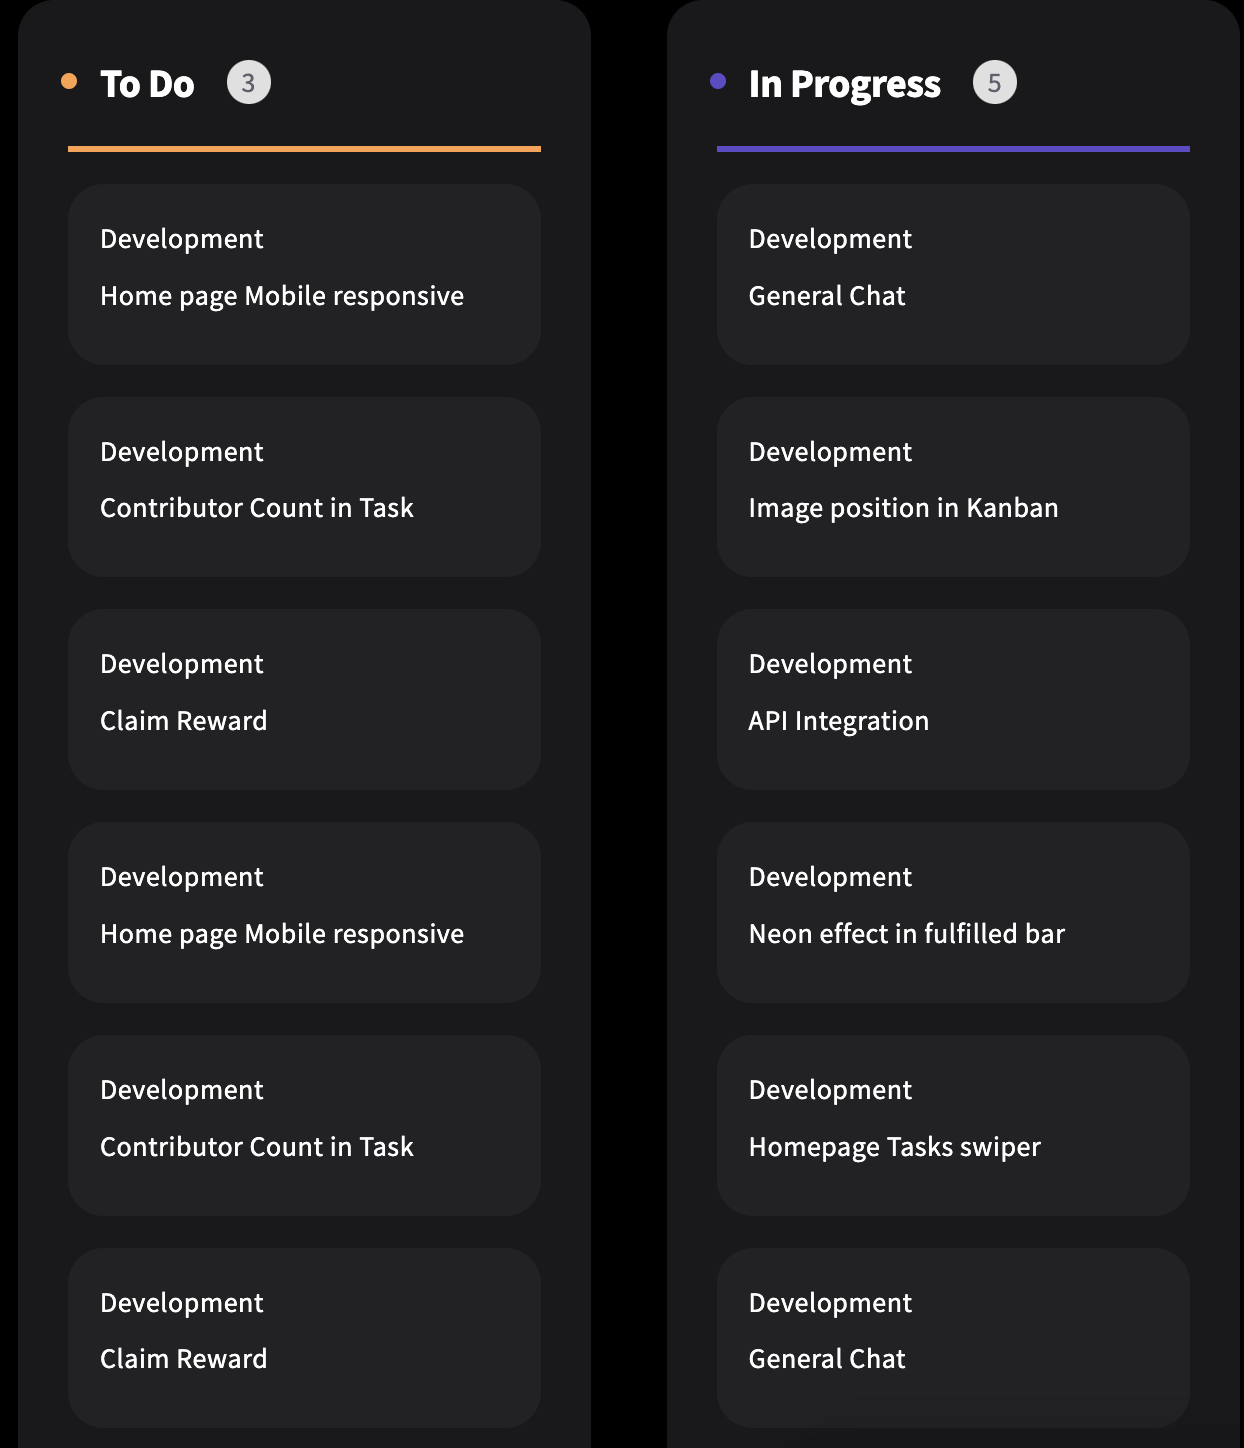 To Do 3
Development
Home page Mobile responsive
Development
Contributor Count in Task
Development
Claim Reward
Development
Home page Mobile responsive
Development
Contributor Count in Task
Development
Claim Reward
In Progress 5
Development
General Chat
Development
Image position in Kanban
Development
API Integration
Development
Neon effect in fulfilled bar
Development
Homepage Tasks swiper
Development
General Chat